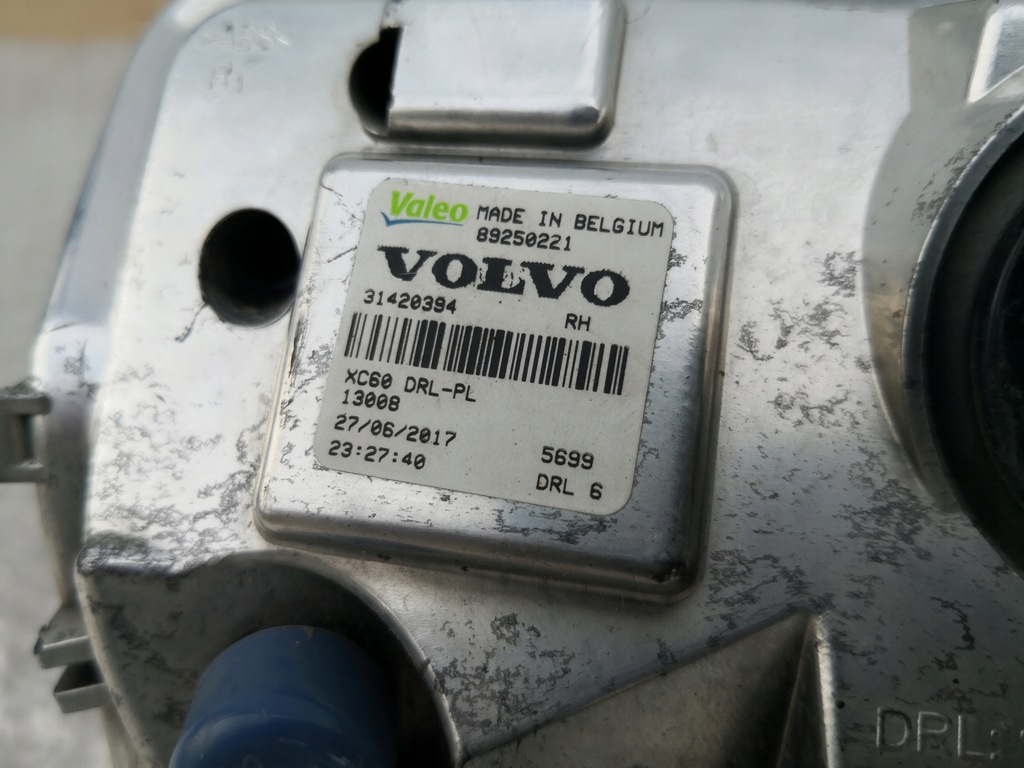 Valeo MADE IN BELGIUM
89250221
VOLVO
31420394 RH
XC60 DRL-PL
13008
27/06/2017 5699
23:27:40 DRL 6
DRL: